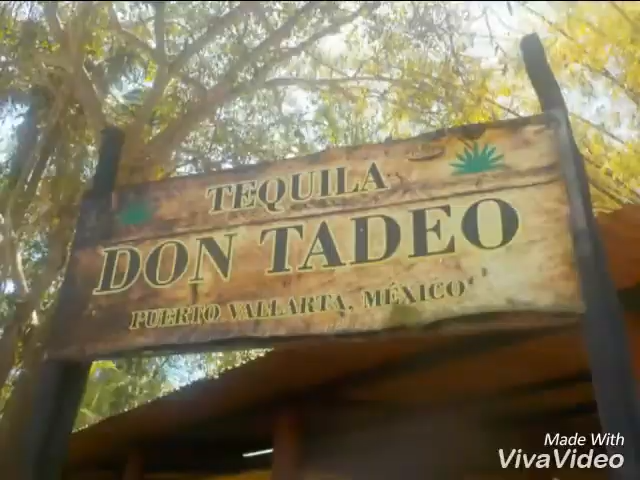 TEQUILA
DON TADEO
PUERTO VALLARTA, MÉXICO
Made With
VivaVideo